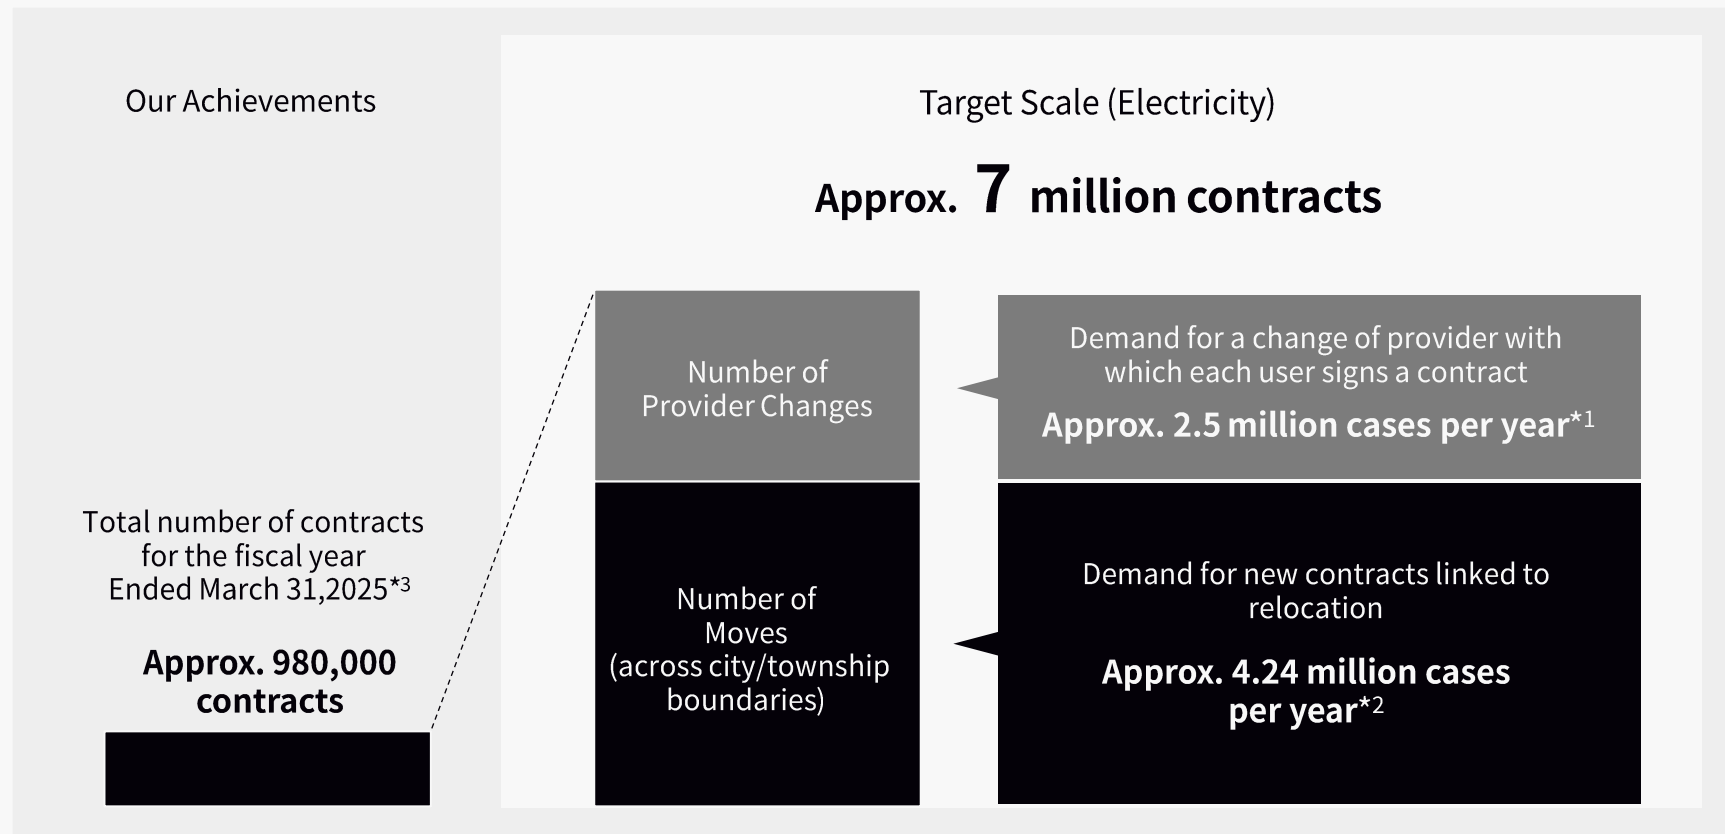 Our Achievements
Total number of contracts
for the fiscal year
Ended March 31,2025*3
Approx. 980,000
contracts
Target Scale (Electricity)
Approx. 7 million contracts
Number of
Provider Changes
Demand for a change of provider with
which each user signs a contract
Approx. 2.5 million cases per year*1
Number of
Moves
(across city/township
boundaries)
Demand for new contracts linked to
relocation
Approx. 4.24 million cases
per year*2